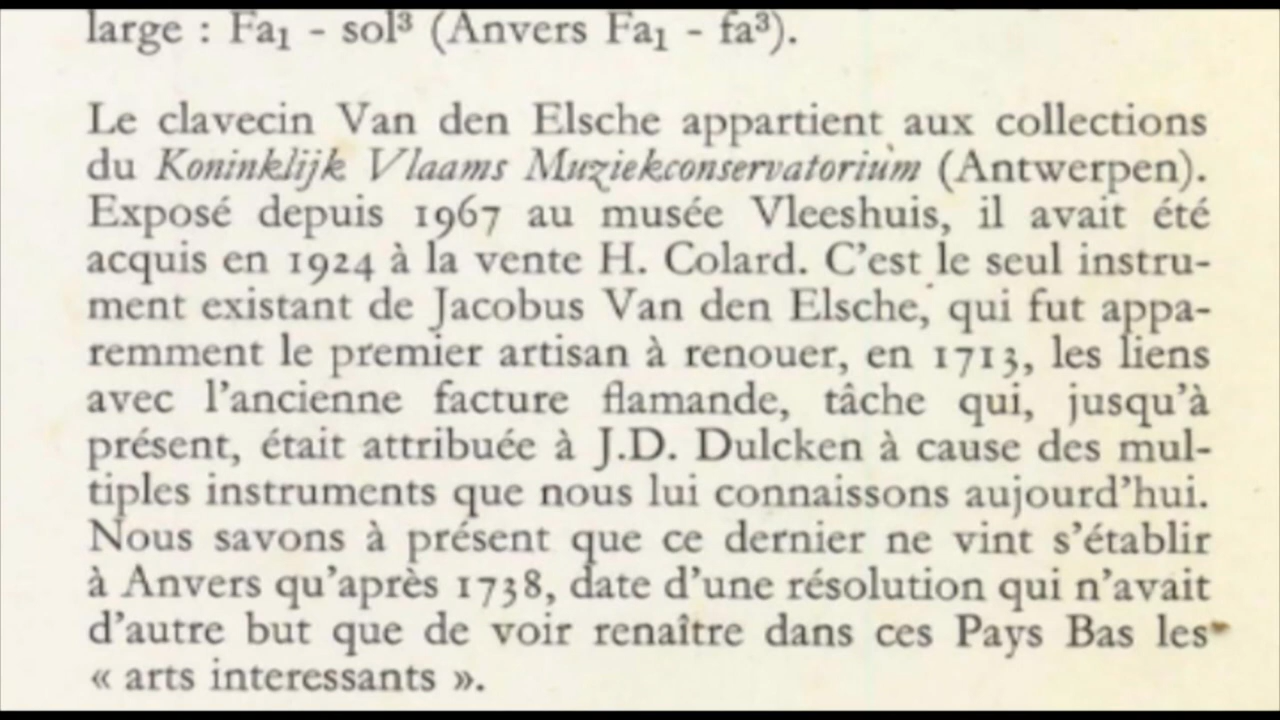 large : Fa₁ - sol³ (Anvers Fa₁ - fa³).
Le clavecin Van den Elsche appartient aux collections
du Koninklijk Vlaams Muziekconservatorium (Antwerpen).
Exposé depuis 1967 au musée Vleeshuis, il avait été
acquis en 1924 à la vente H. Colard. C'est le seul instru-
ment existant de Jacobus Van den Elsche, qui fut appa-
remment le premier artisan à renouer, en 1713, les liens
avec l'ancienne facture flamande, tâche qui, jusqu'à
présent, était attribuée à J.D. Dulcken à cause des mul-
tiples instruments que nous lui connaissons aujourd'hui.
Nous savons à présent que ce dernier ne vint s'établir
à Anvers qu'après 1738, date d'une résolution qui n'avait
d'autre but que de voir renaître dans ces Pays Bas les
« arts interessants ».